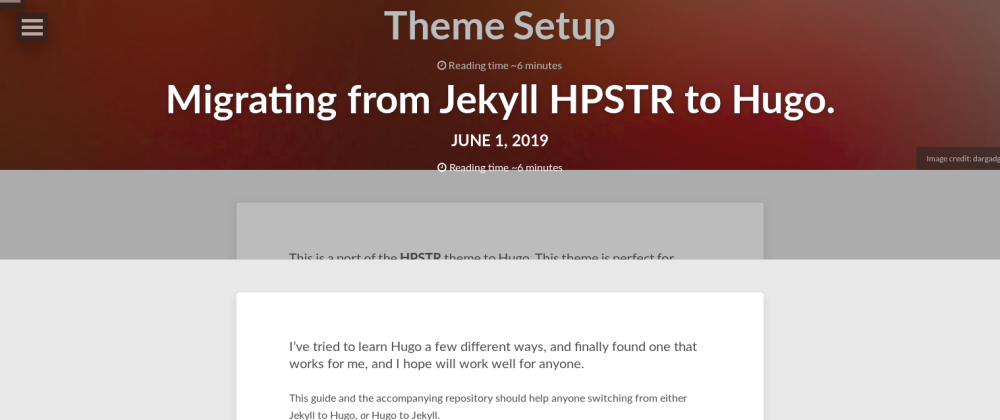 Theme Setup
Reading time ~6 minutes
Migrating from Jekyll HPSTR to Hugo.
JUNE 1, 2019
Image credit: dargadg
Reading time ~6 minutes
This is a port of the HPSTR theme to Hugo. This theme is perfect for
I've tried to learn Hugo a few different ways, and finally found one that
works for me, and I hope will work well for anyone.
This guide and the accompanying repository should help anyone switching from either
Jekyll to Hugo, or Hugo to Jekyll.